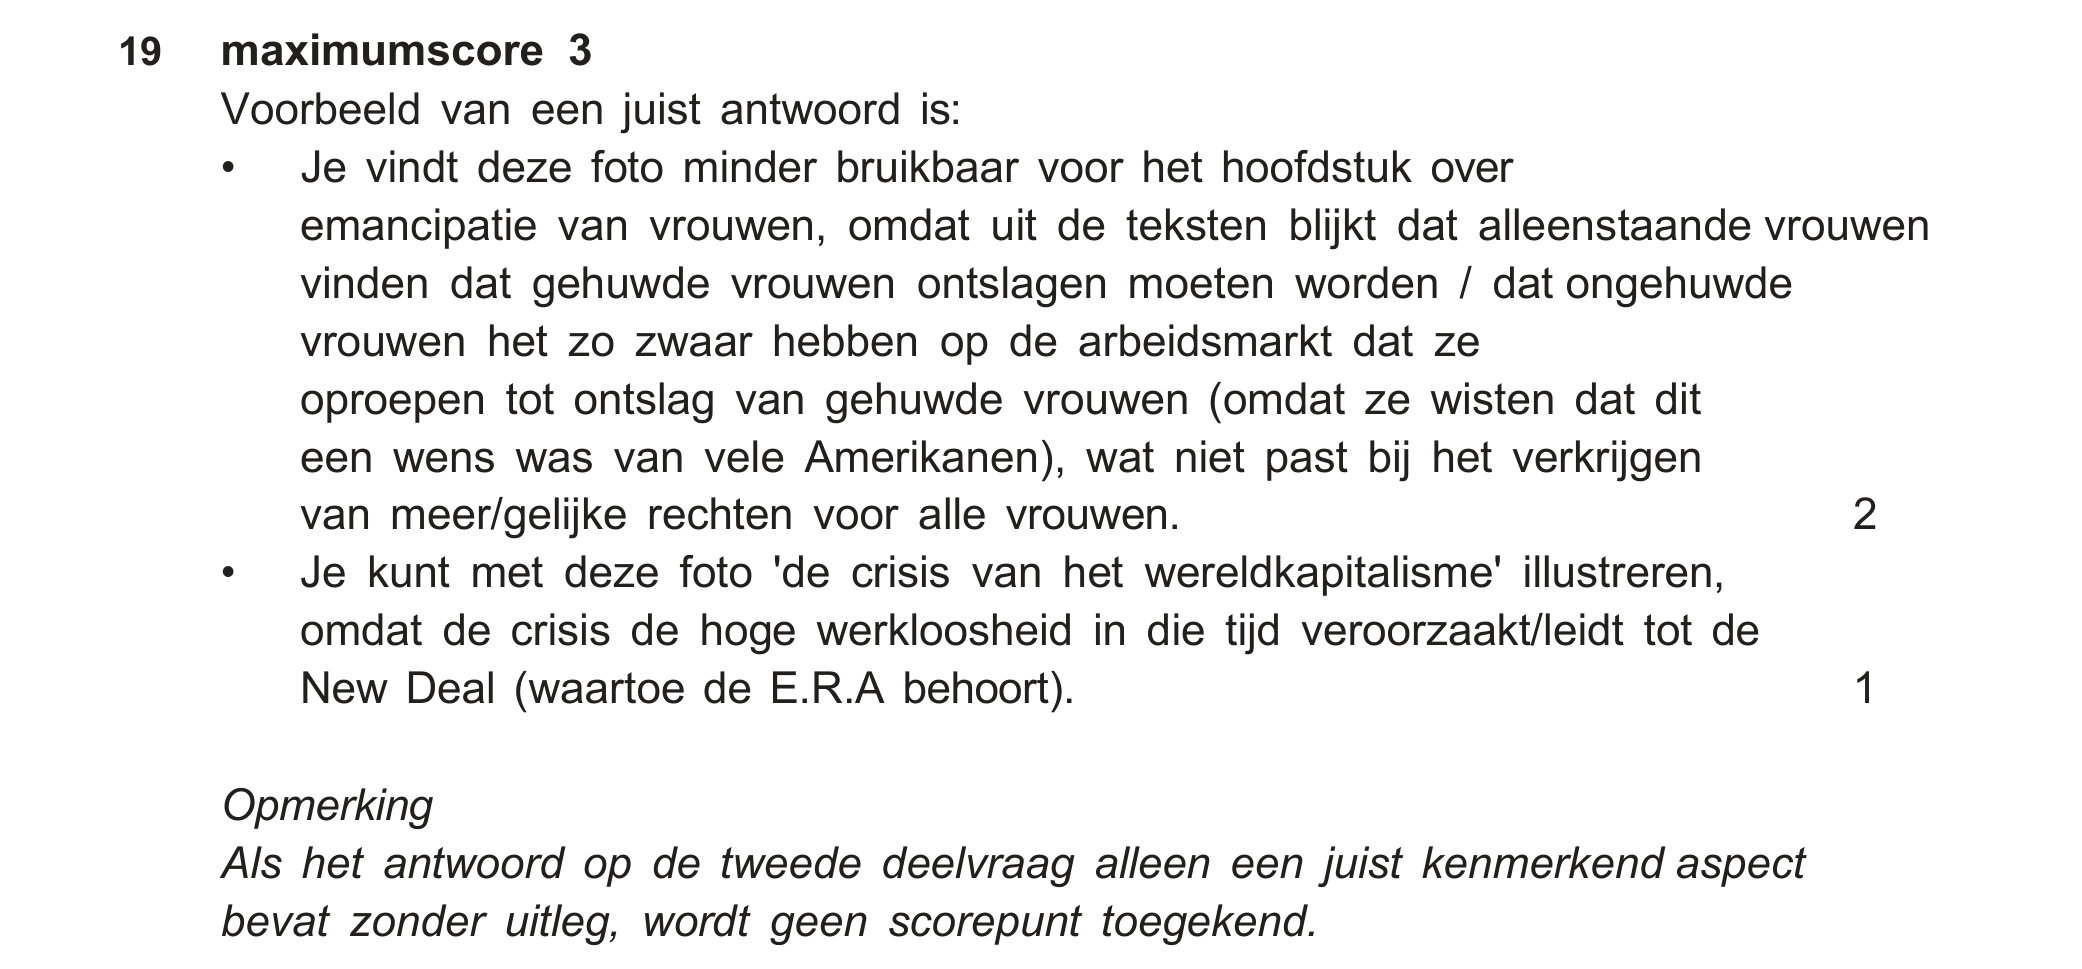 19 maximumscore 3
Voorbeeld van een juist antwoord is:
• Je vindt deze foto minder bruikbaar voor het hoofdstuk over
emancipatie van vrouwen, omdat uit de teksten blijkt dat alleenstaande vrouwen
vinden dat gehuwde vrouwen ontslagen moeten worden / dat ongehuwde
vrouwen het zo zwaar hebben op de arbeidsmarkt dat ze
oproepen tot ontslag van gehuwde vrouwen (omdat ze wisten dat dit
een wens was van vele Amerikanen), wat niet past bij het verkrijgen
van meer/gelijke rechten voor alle vrouwen. 2
• Je kunt met deze foto 'de crisis van het wereldkapitalisme' illustreren,
omdat de crisis de hoge werkloosheid in die tijd veroorzaakt/leidt tot de
New Deal (waartoe de E.R.A behoort). 1
Opmerking
Als het antwoord op de tweede deelvraag alleen een juist kenmerkend aspect
bevat zonder uitleg, wordt geen scorepunt toegekend.